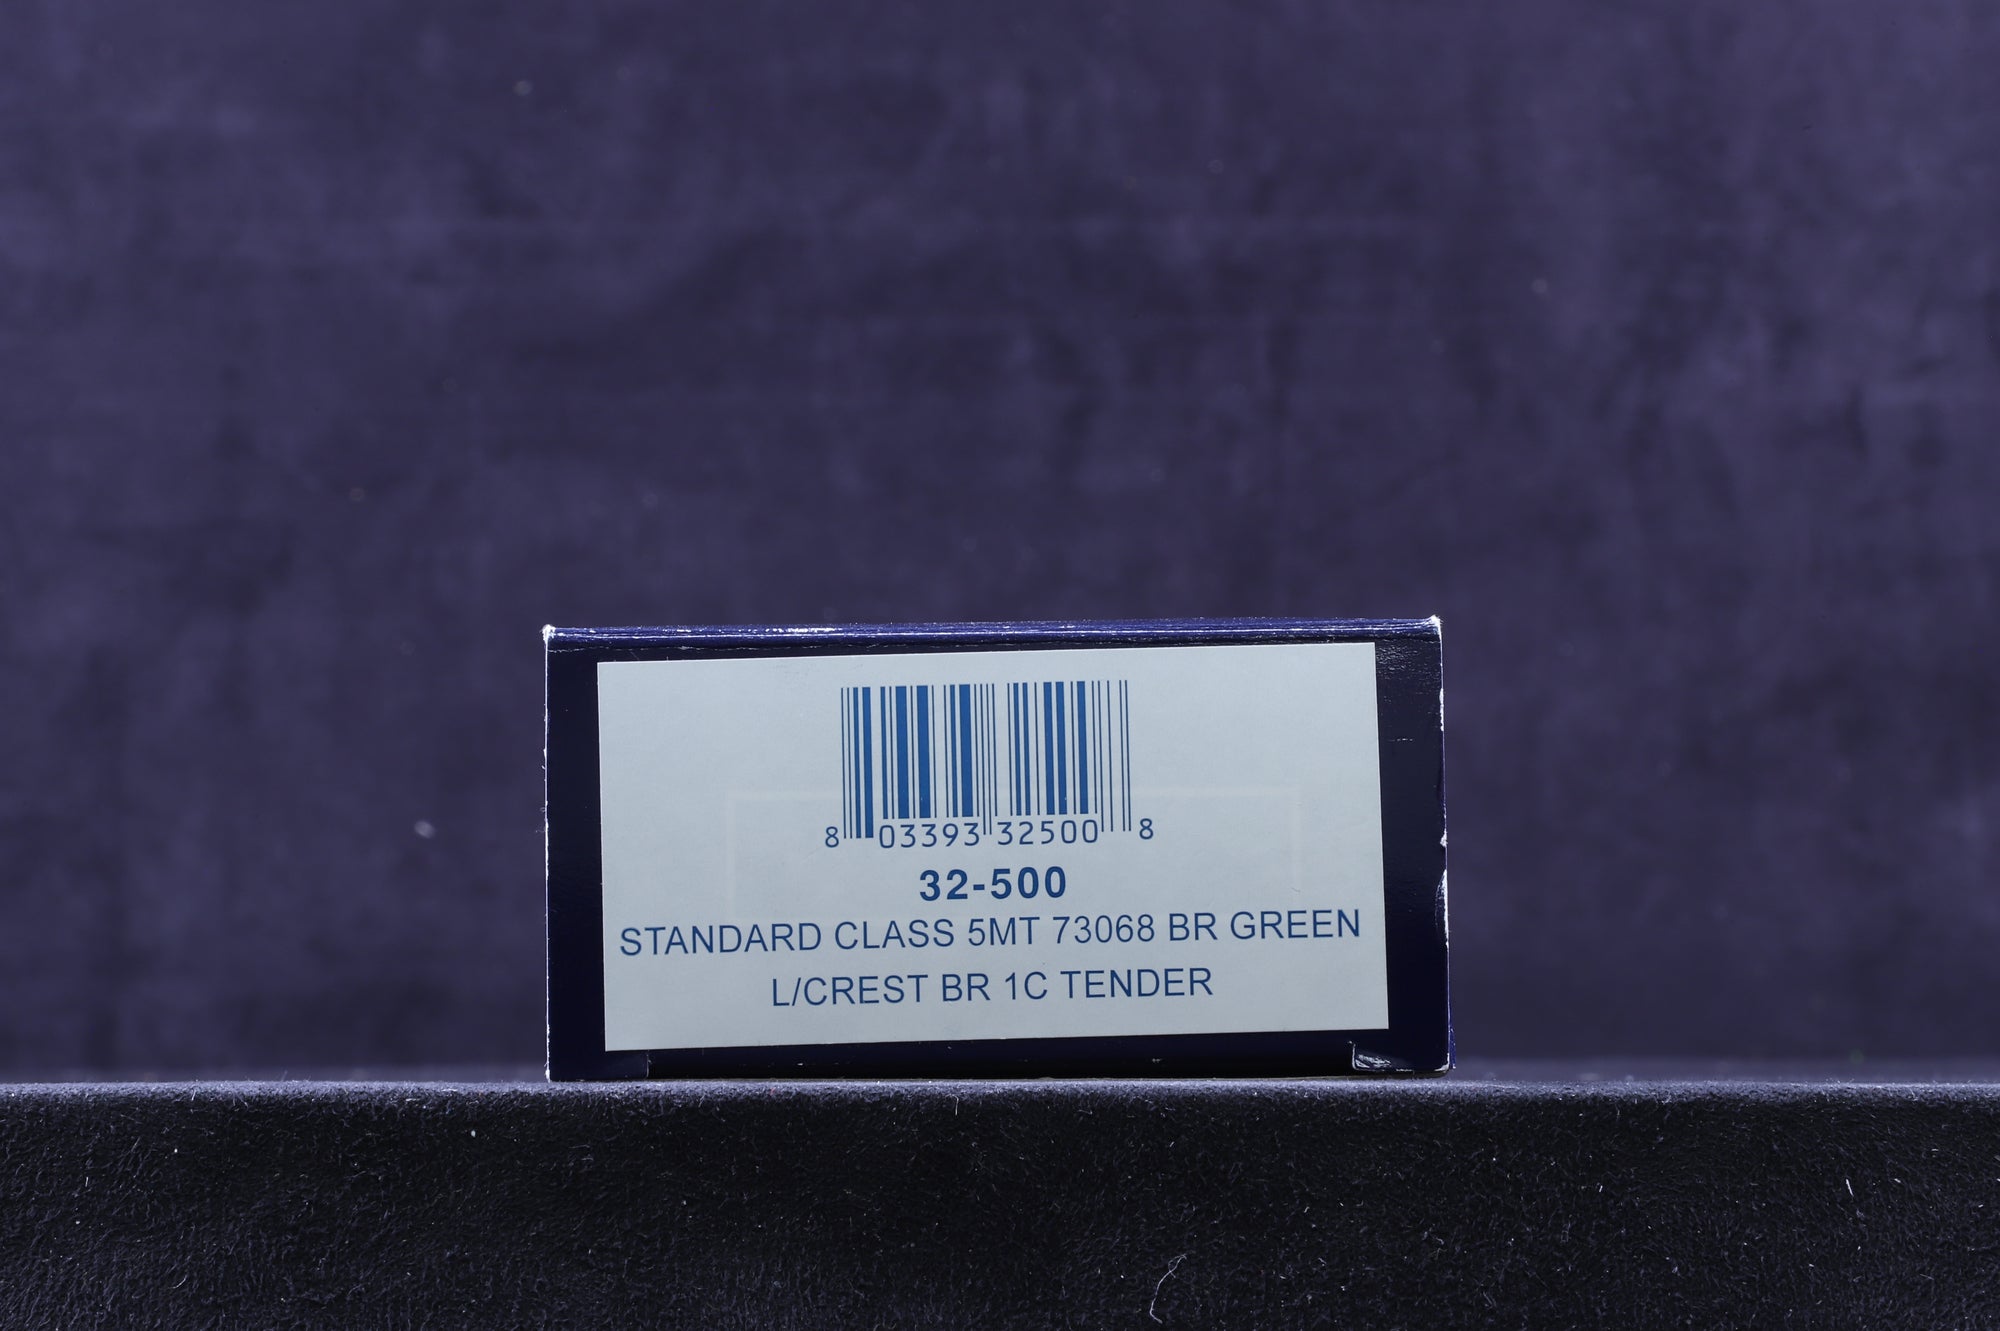 8 03393 32500 8
32-500
STANDARD CLASS 5MT 73068 BR GREEN
L/CREST BR 1C TENDER